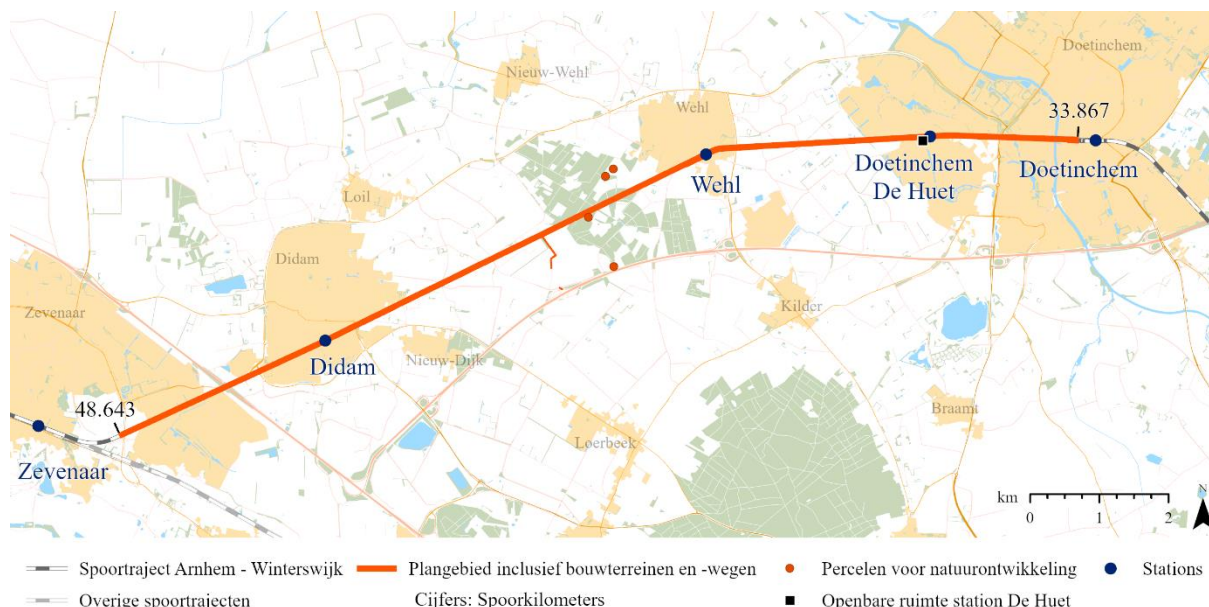 Doetinchem
Nieuw-Wehl
Wehl
33.867
Wehl
Doetinchem
De Huet
Doetinchem
Loil
Didam
Zevenaar
Kilder
Nieuw-Dijk
Didam
48.643
Braamt
Loerbeek
Zevenaar
km
0 1 2
N
Spoortraject Arnhem - Winterswijk
Plangebied inclusief bouwterreinen en -wegen
Percelen voor natuurontwikkeling
Stations
Overige spoortrajecten
Cijfers: Spoorkilometers
Openbare ruimte station De Huet